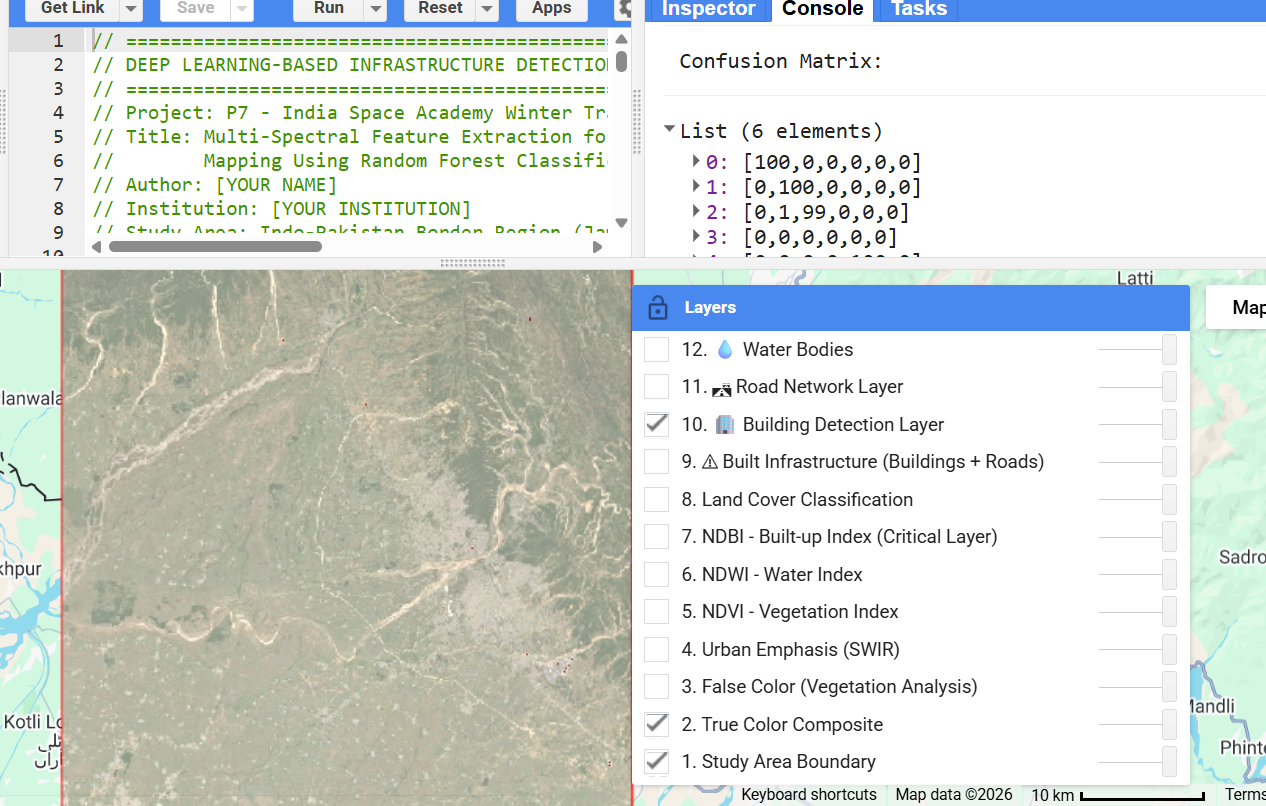 Get Link
Save
Run
Reset
Apps
Inspector
Console
Tasks
1 // ============================================
2 // DEEP LEARNING-BASED INFRASTRUCTURE DETECTIO
3 // ============================================
4 // Project: P7 - India Space Academy Winter Tr
5 // Title: Multi-Spectral Feature Extraction fo
6 // Mapping Using Random Forest Classifi
7 // Author: [YOUR NAME]
8 // Institution: [YOUR INSTITUTION]
9 // Study Area: Indo-Pakistan Border Region (Ja
10
Confusion Matrix:
List (6 elements)
0: [100,0,0,0,0,0]
1: [0,100,0,0,0,0]
2: [0,1,99,0,0,0]
3: [0,0,0,0,0,0]
Latti
Layers
Map
12. 💧 Water Bodies
11. 🛤 Road Network Layer
10. 🏢 Building Detection Layer
9. ⚠ Built Infrastructure (Buildings + Roads)
8. Land Cover Classification
7. NDBI - Built-up Index (Critical Layer)
6. NDWI - Water Index
5. NDVI - Vegetation Index
4. Urban Emphasis (SWIR)
3. False Color (Vegetation Analysis)
2. True Color Composite
1. Study Area Boundary
lanwala
khpur
Kotli Lo
Sadro
Mandli
Phinto
Keyboard shortcuts
Map data ©2026
10 km
Terms